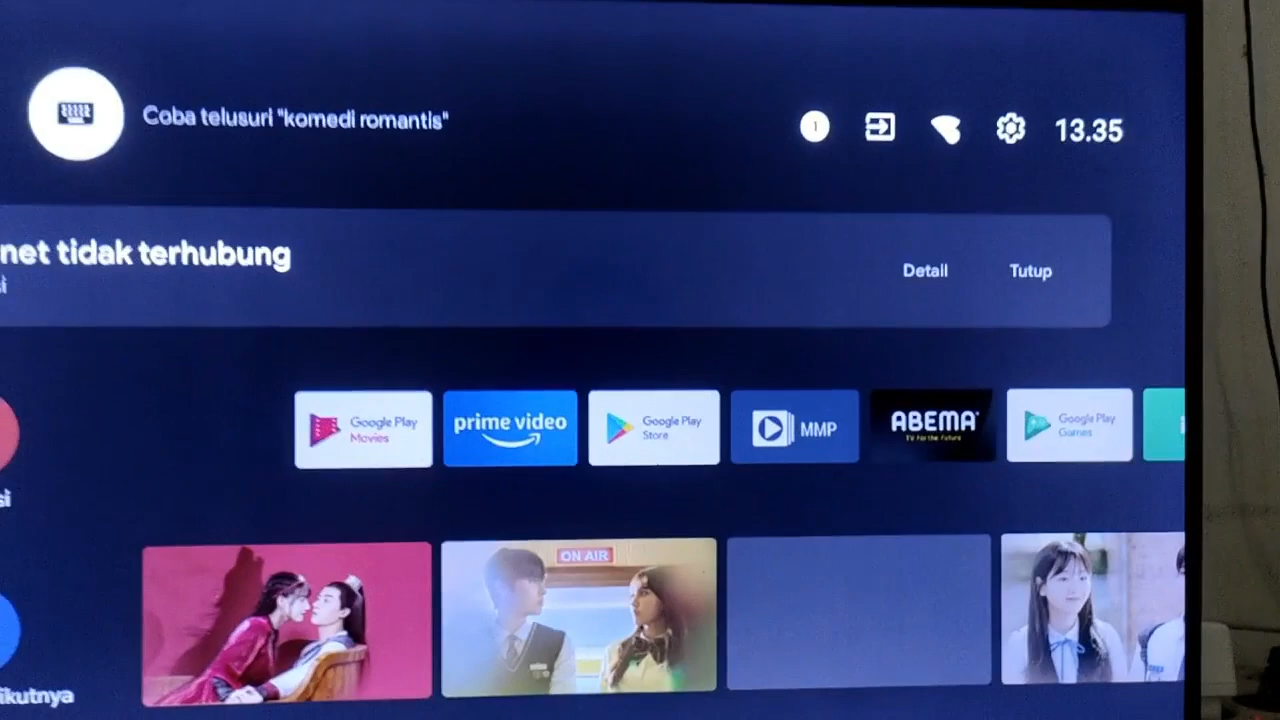 Coba telusuri "komedi romantis"
1
13.35
net tidak terhubung
Detail
Tutup
Google Play
Movies
prime video
Google Play
Store
MMP
ABEMA
TV For the Future
Google Play
Games
si
ON AIR
ikutnya